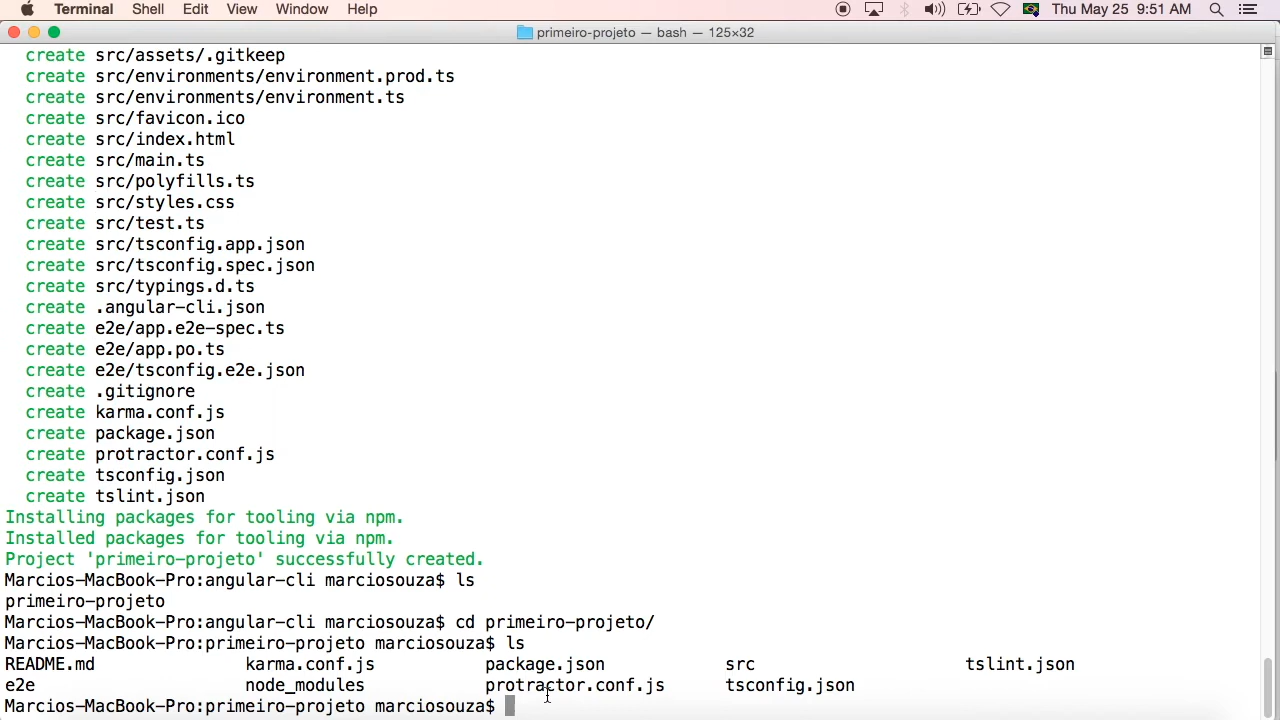 Terminal Shell Edit View Window Help Thu May 25 9:51 AM
primeiro-projeto — bash — 125×32
create src/assets/.gitkeep
create src/environments/environment.prod.ts
create src/environments/environment.ts
create src/favicon.ico
create src/index.html
create src/main.ts
create src/polyfills.ts
create src/styles.css
create src/test.ts
create src/tsconfig.app.json
create src/tsconfig.spec.json
create src/typings.d.ts
create .angular-cli.json
create e2e/app.e2e-spec.ts
create e2e/app.po.ts
create e2e/tsconfig.e2e.json
create .gitignore
create karma.conf.js
create package.json
create protractor.conf.js
create tsconfig.json
create tslint.json
Installing packages for tooling via npm.
Installed packages for tooling via npm.
Project 'primeiro-projeto' successfully created.
Marcios-MacBook-Pro:angular-cli marciosouza$ ls
primeiro-projeto
Marcios-MacBook-Pro:angular-cli marciosouza$ cd primeiro-projeto/
Marcios-MacBook-Pro:primeiro-projeto marciosouza$ ls
README.md karma.conf.js package.json src tslint.json
e2e node_modules protractor.conf.js tsconfig.json
Marcios-MacBook-Pro:primeiro-projeto marciosouza$